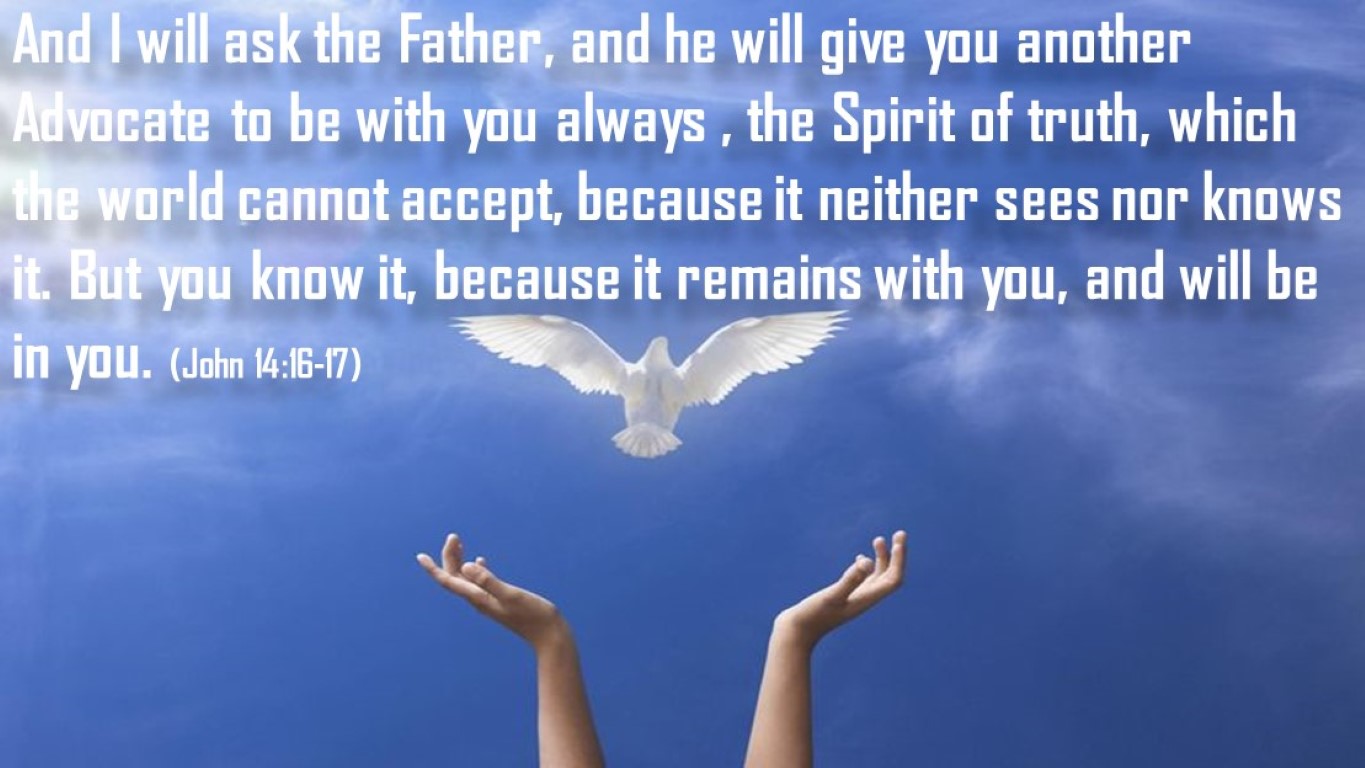 And I will ask the Father, and he will give you another
Advocate to be with you always , the Spirit of truth, which
the world cannot accept, because it neither sees nor knows
it. But you know it, because it remains with you, and will be
in you. (John 14:16-17)